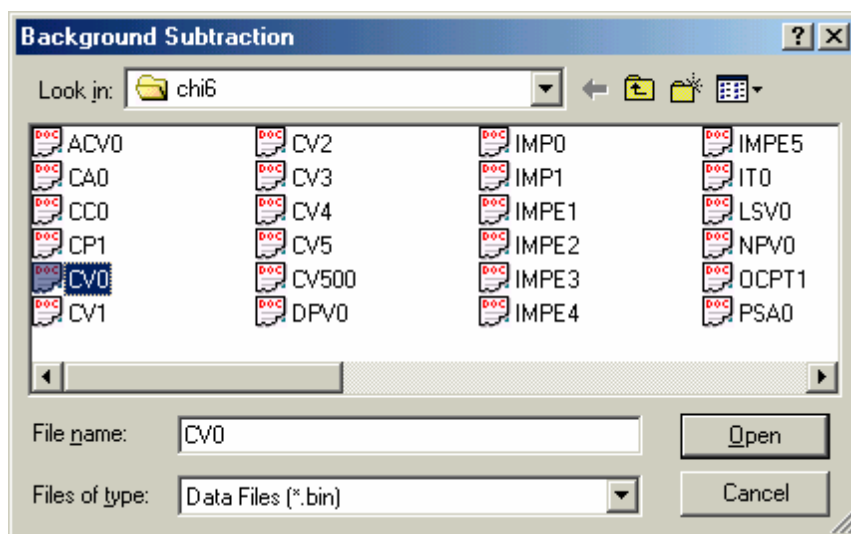 Background Subtraction
Look in: chi6
ACV0 CV2 IMP0 IMPE5
CA0 CV3 IMP1 IT0
CC0 CV4 IMPE1 LSV0
CP1 CV5 IMPE2 NPV0
CV0 CV500 IMPE3 OCPT1
CV1 DPV0 IMPE4 PSA0
File name: CV0 Open
Files of type: Data Files (*.bin) Cancel